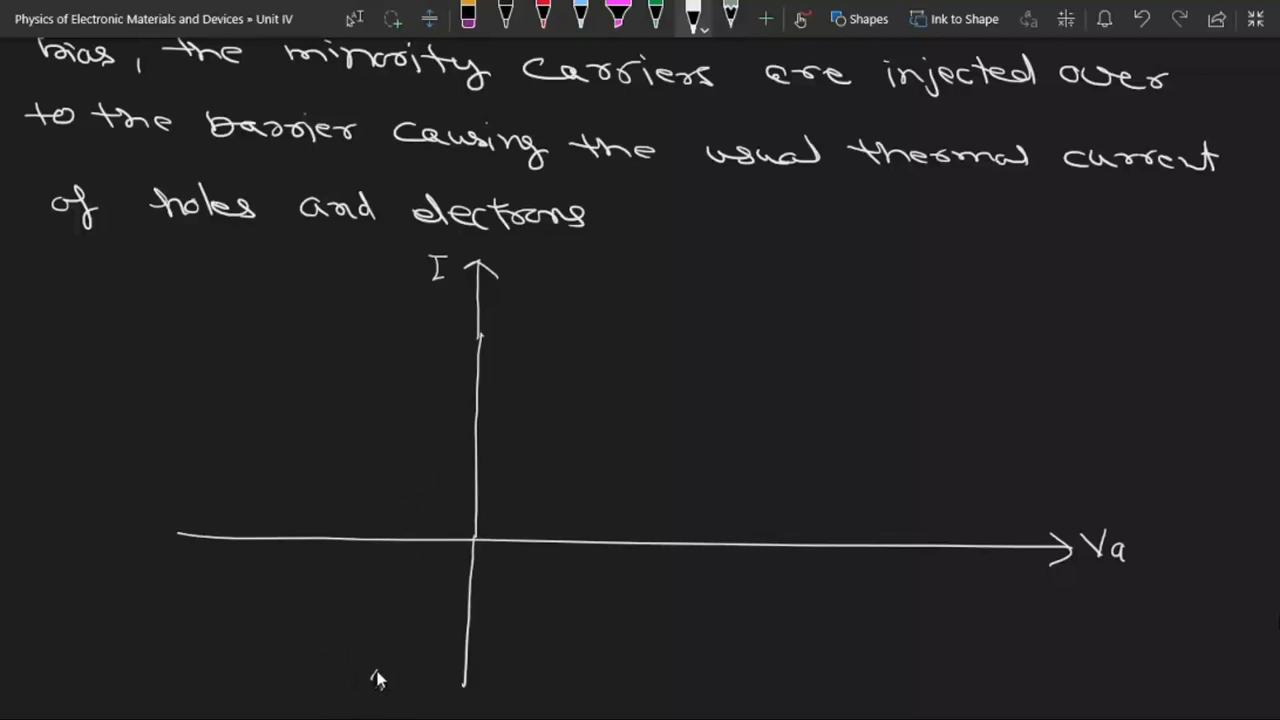 Physics of Electronic Materials and Devices » Unit IV
Shapes
Ink to Shape
bias, the minority carriers are injected over
to the barrier causing the usual thermal current
of holes and electrons
I
Va